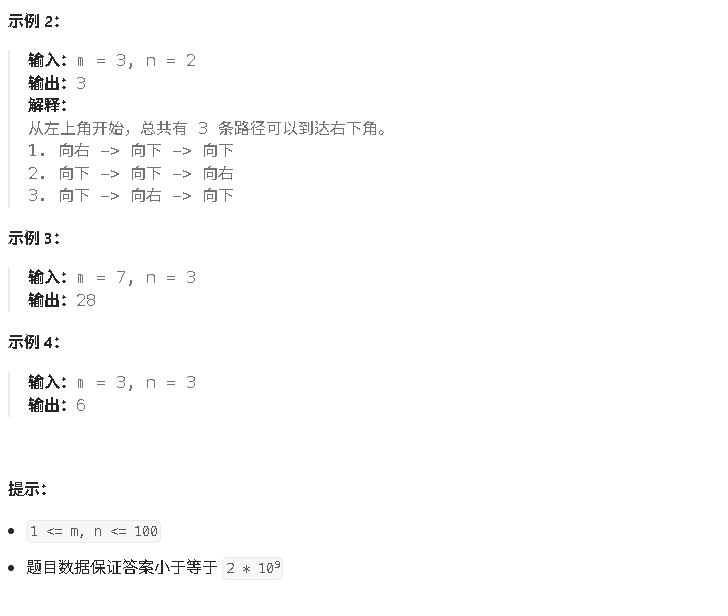 示例 2：
输入：m = 3, n = 2
输出：3
解释：
从左上角开始，总共有 3 条路径可以到达右下角。
1. 向右 -> 向下 -> 向下
2. 向下 -> 向下 -> 向右
3. 向下 -> 向右 -> 向下
示例 3：
输入：m = 7, n = 3
输出：28
示例 4：
输入：m = 3, n = 3
输出：6
提示：
• 1 <= m, n <= 100
• 题目数据保证答案小于等于 2 * 10⁹